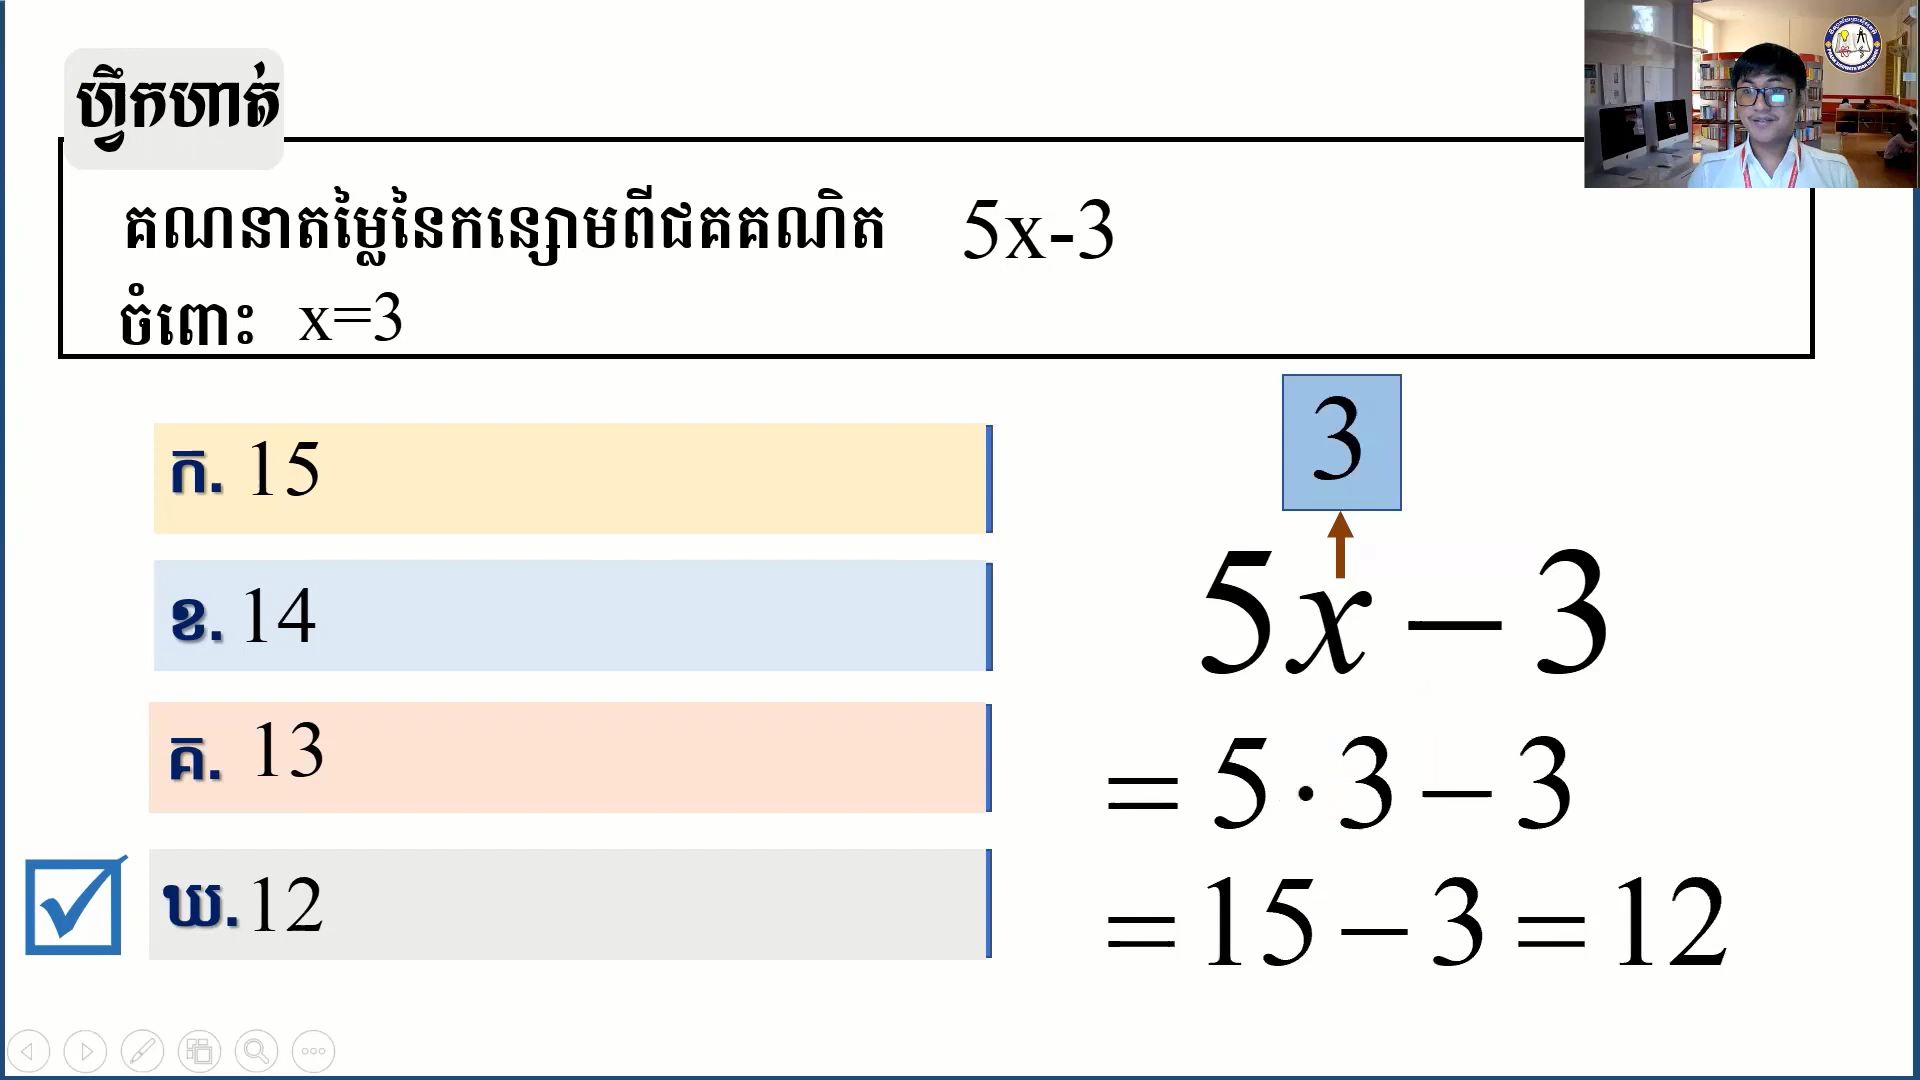 ហ្វឹកហាត់
គណនាតម្លៃនៃកន្សោមពីជគគណិត 5x-3
ចំពោះ x=3
ក. 15
ខ. 14
គ. 13
ឃ. 12
3
5x − 3
= 5 · 3 − 3
= 15 − 3 = 12